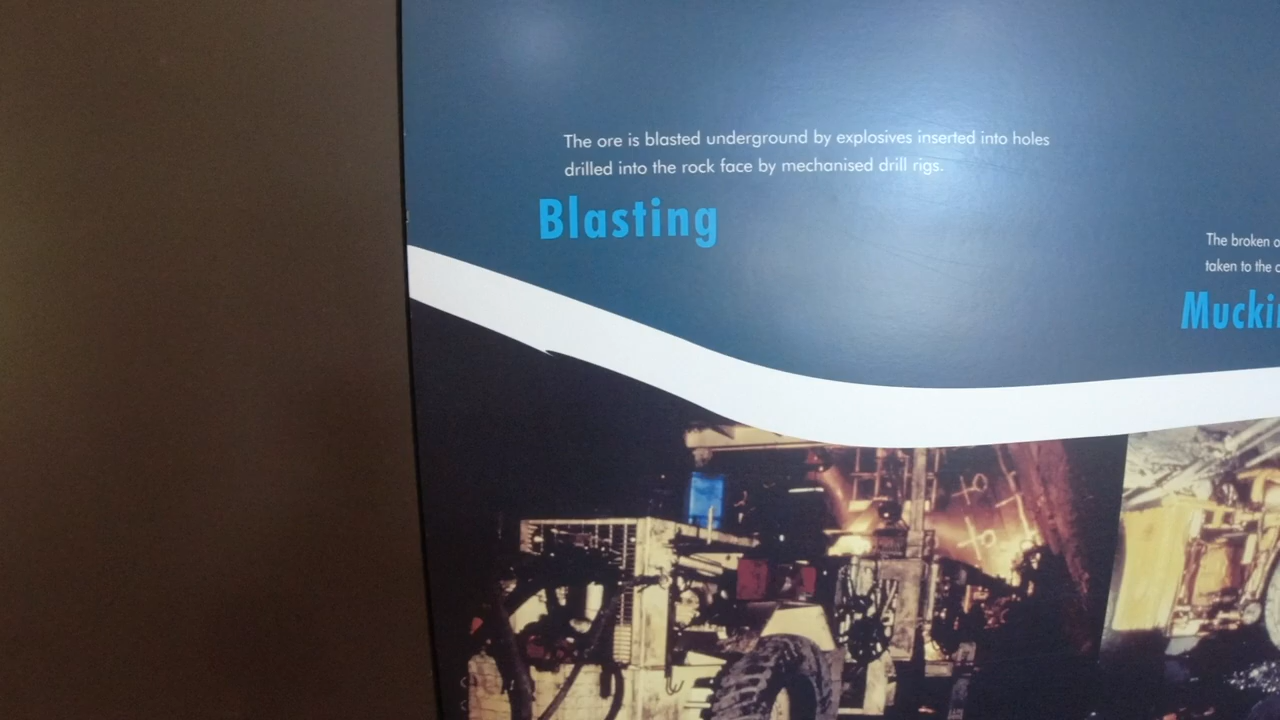 The ore is blasted underground by explosives inserted into holes
drilled into the rock face by mechanised drill rigs.
Blasting
The broken
taken to the